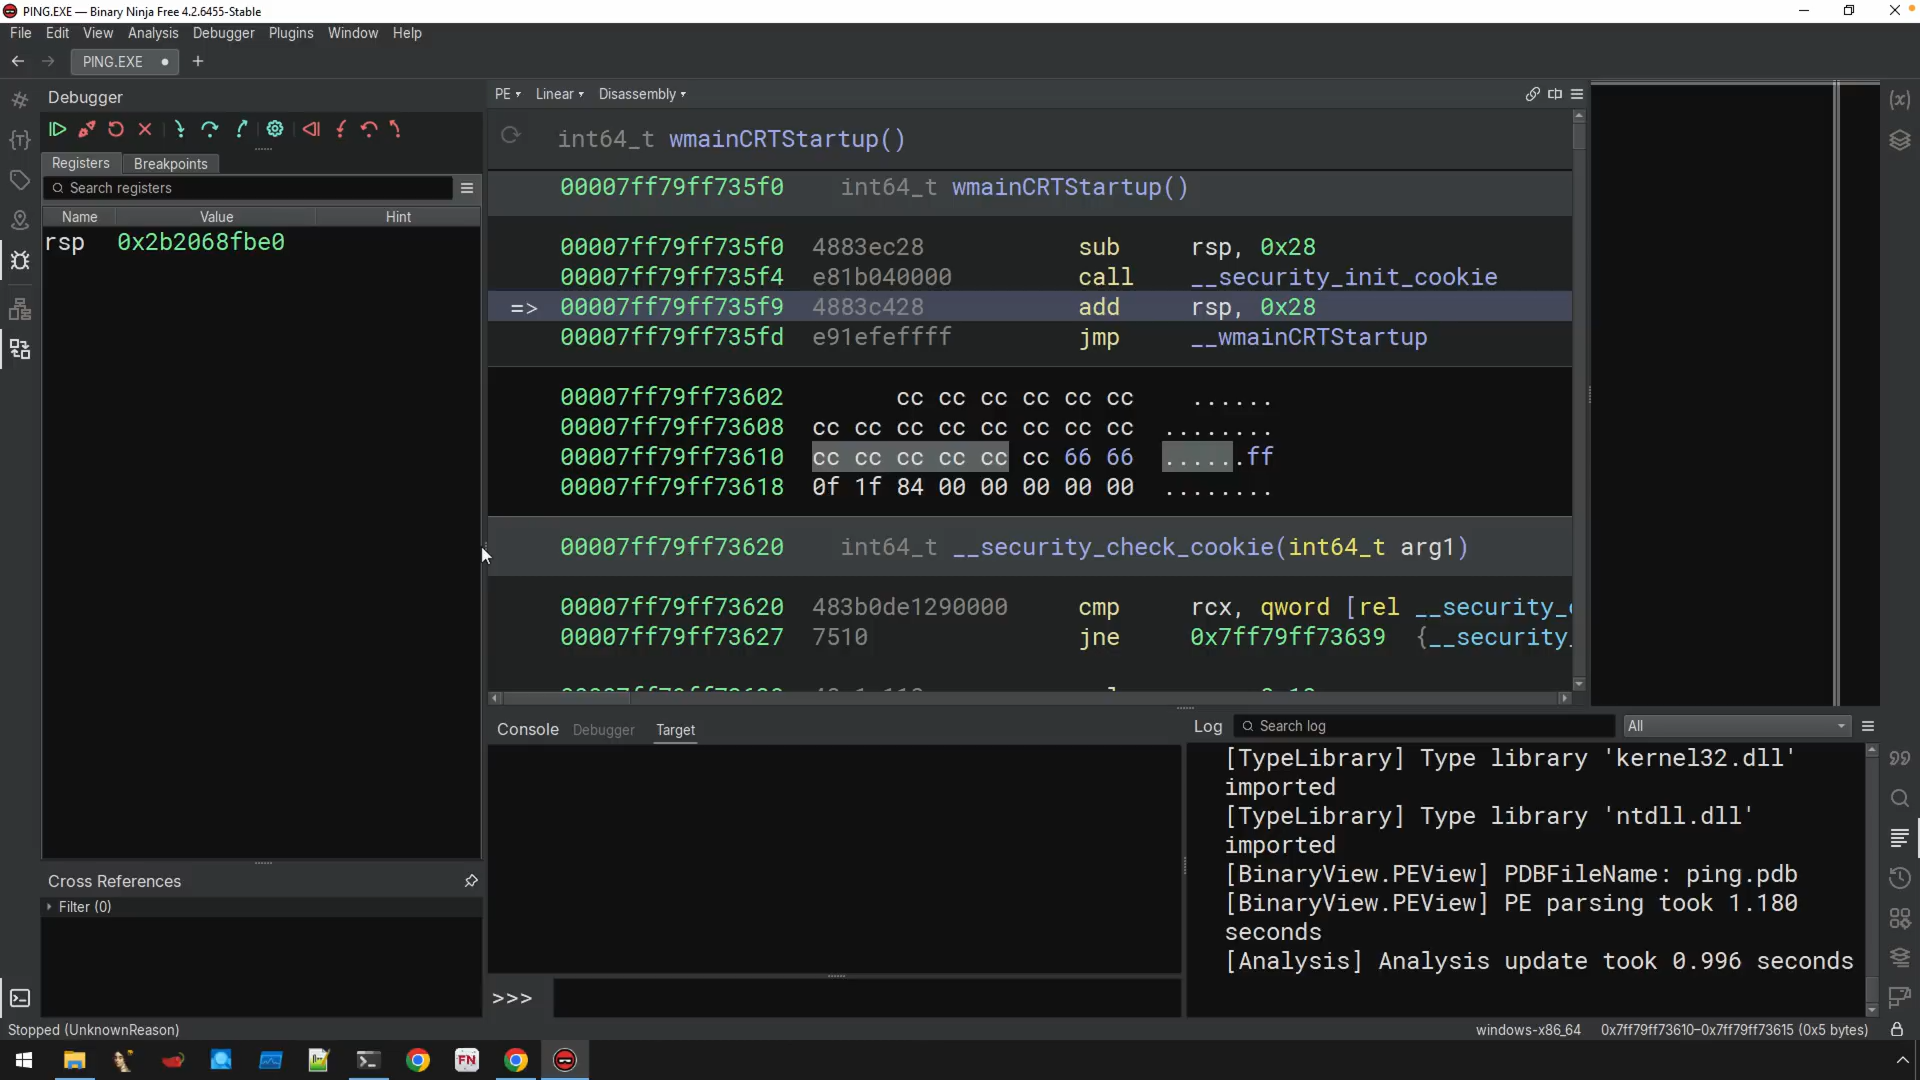 PING.EXE — Binary Ninja Free 4.2.6455-Stable
File Edit View Analysis Debugger Plugins Window Help
PING.EXE
Debugger
Registers Breakpoints
Search registers
Name Value Hint
rsp 0x2b2068fbe0
Cross References
Filter (0)
PE Linear Disassembly
int64_t wmainCRTStartup()
00007ff79ff735f0 int64_t wmainCRTStartup()
00007ff79ff735f0 4883ec28 sub rsp, 0x28
00007ff79ff735f4 e81b040000 call __security_init_cookie
=> 00007ff79ff735f9 4883c428 add rsp, 0x28
00007ff79ff735fd e91efeffff jmp __wmainCRTStartup
00007ff79ff73602 cc cc cc cc cc cc ......
00007ff79ff73608 cc cc cc cc cc cc cc cc ........
00007ff79ff73610 cc cc cc cc cc cc 66 66 ......ff
00007ff79ff73618 0f 1f 84 00 00 00 00 00 ........
00007ff79ff73620 int64_t __security_check_cookie(int64_t arg1)
00007ff79ff73620 483b0de1290000 cmp rcx, qword [rel __security_
00007ff79ff73627 7510 jne 0x7ff79ff73639 {__security_
Console Debugger Target
>>>
Log Search log All
[TypeLibrary] Type library 'kernel32.dll'
imported
[TypeLibrary] Type library 'ntdll.dll'
imported
[BinaryView.PEView] PDBFileName: ping.pdb
[BinaryView.PEView] PE parsing took 1.180
seconds
[Analysis] Analysis update took 0.996 seconds
Stopped (UnknownReason)
windows-x86_64 0x7ff79ff73610–0x7ff79ff73615 (0x5 bytes)
FN